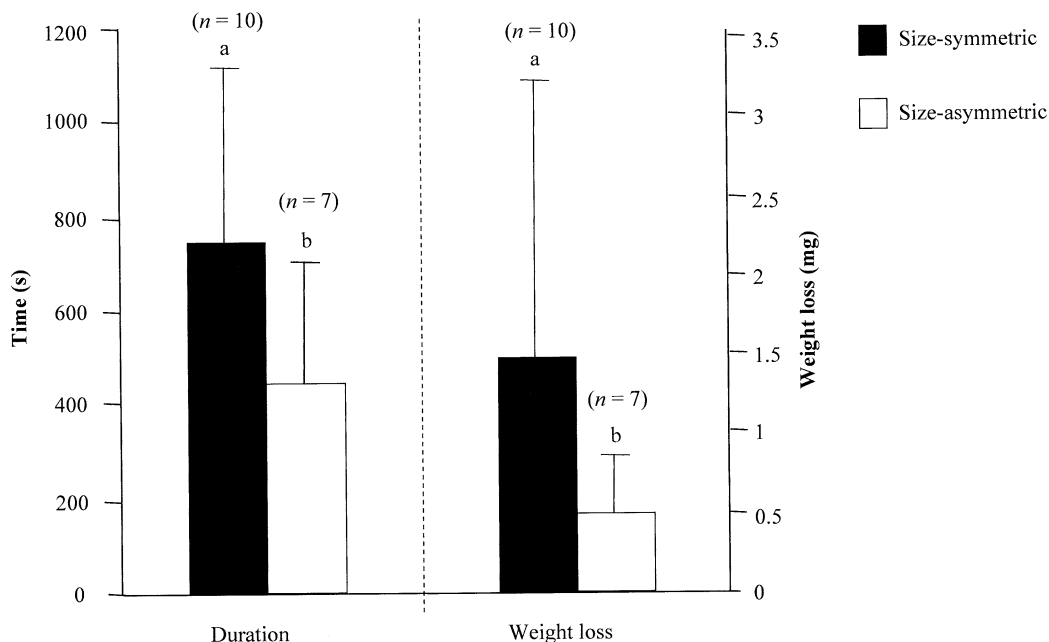 (n = 10)
a
(n = 7)
b
(n = 10)
a
(n = 7)
b
1200
1000
800
600
400
200
0
Time (s)
3.5
3
2.5
2
1.5
1
0.5
0
Weight loss (mg)
Duration
Weight loss
Size-symmetric
Size-asymmetric